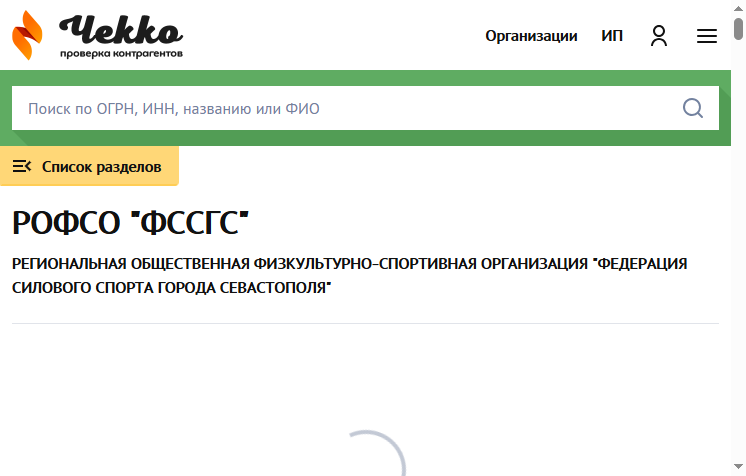 Чекко
проверка контрагентов
Организации ИП
Поиск по ОГРН, ИНН, названию или ФИО
Список разделов
РОФСО "ФССГС"
РЕГИОНАЛЬНАЯ ОБЩЕСТВЕННАЯ ФИЗКУЛЬТУРНО-СПОРТИВНАЯ ОРГАНИЗАЦИЯ "ФЕДЕРАЦИЯ
СИЛОВОГО СПОРТА ГОРОДА СЕВАСТОПОЛЯ"